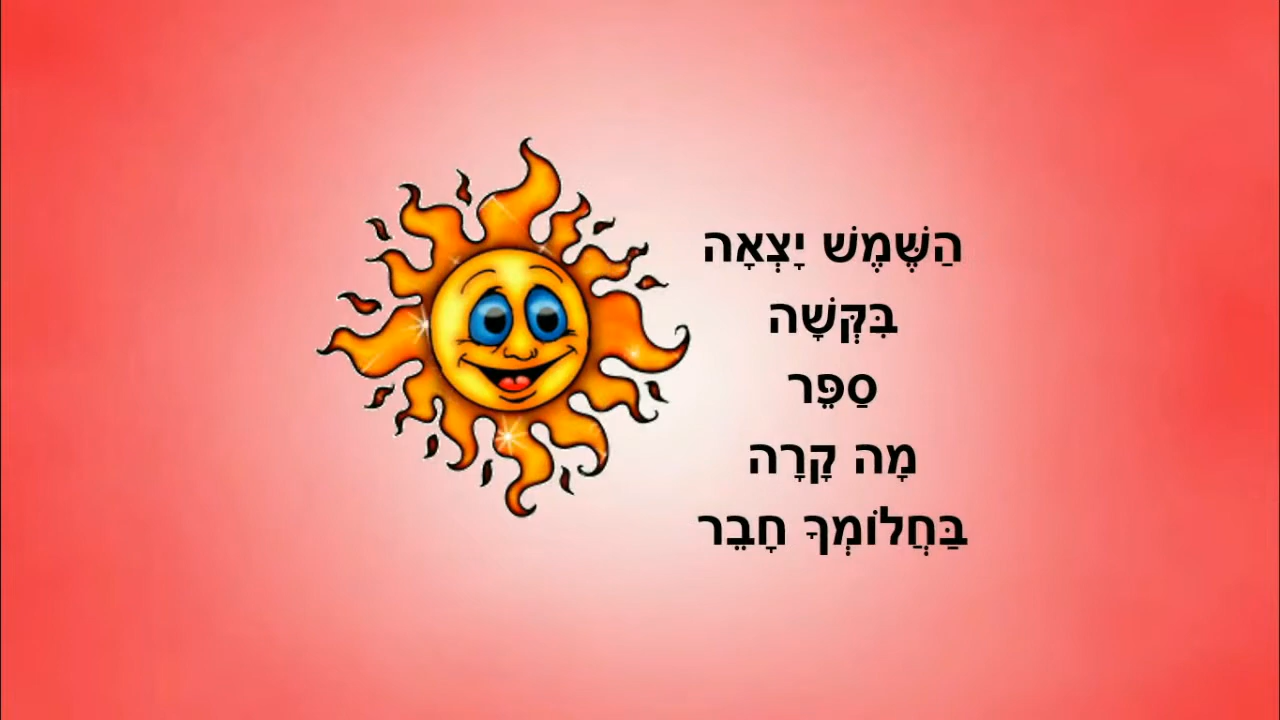 הַשֶּׁמֶשׁ יָצְאָה
בִּקְּשָׁה
סַפֵּר
מָה קָרָה
בַּחֲלוֹמְךָ חָבֵר